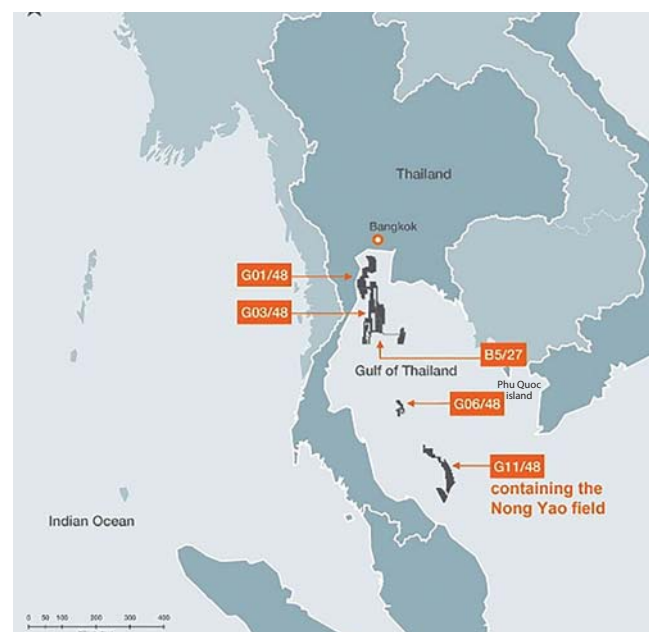 Thailand
Bangkok
G01/48
G03/48
B5/27
Gulf of Thailand
Phu Quoc
island
G06/48
G11/48
containing the
Nong Yao field
Indian Ocean
0 50 100 200 300 400